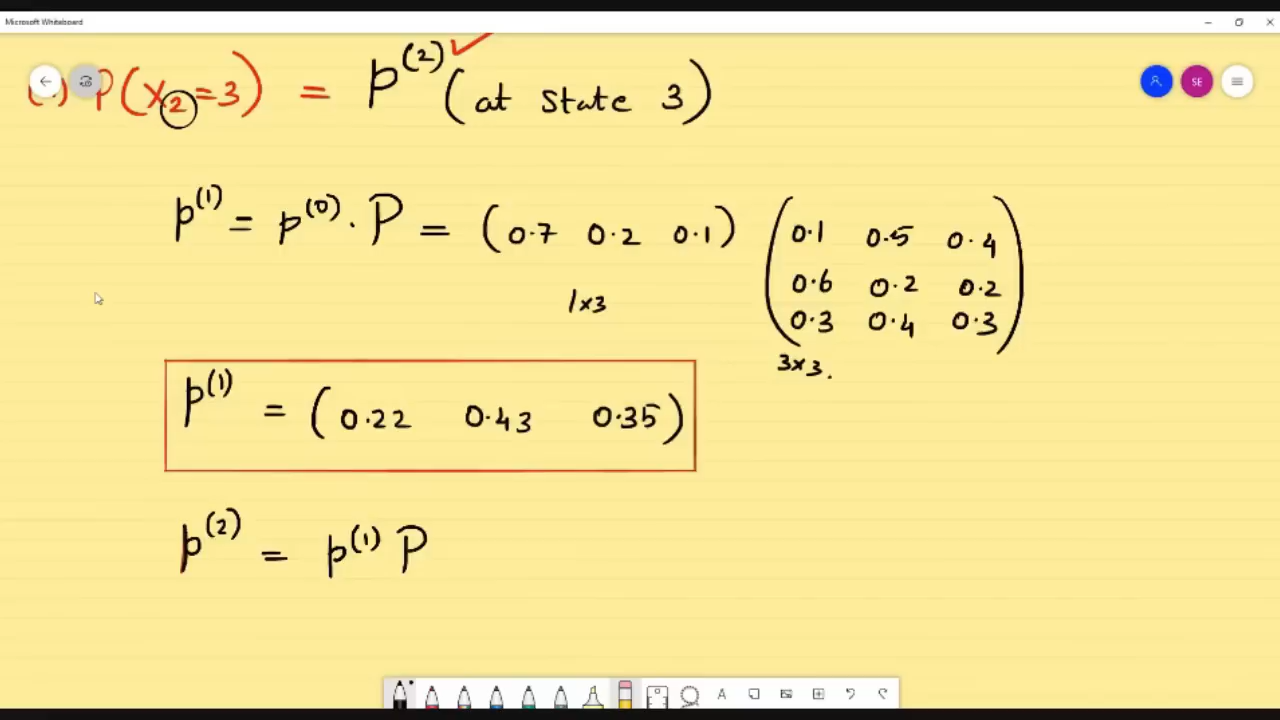 Microsoft Whiteboard
P(X2=3) = p(2) (at state 3)
SE
p(1) = p(0) . P = (0.7 0.2 0.1) (0.1 0.5 0.4
0.6 0.2 0.2
0.3 0.4 0.3)
1x3
3x3.
p(1) = (0.22 0.43 0.35)
p(2) = p(1) P
A